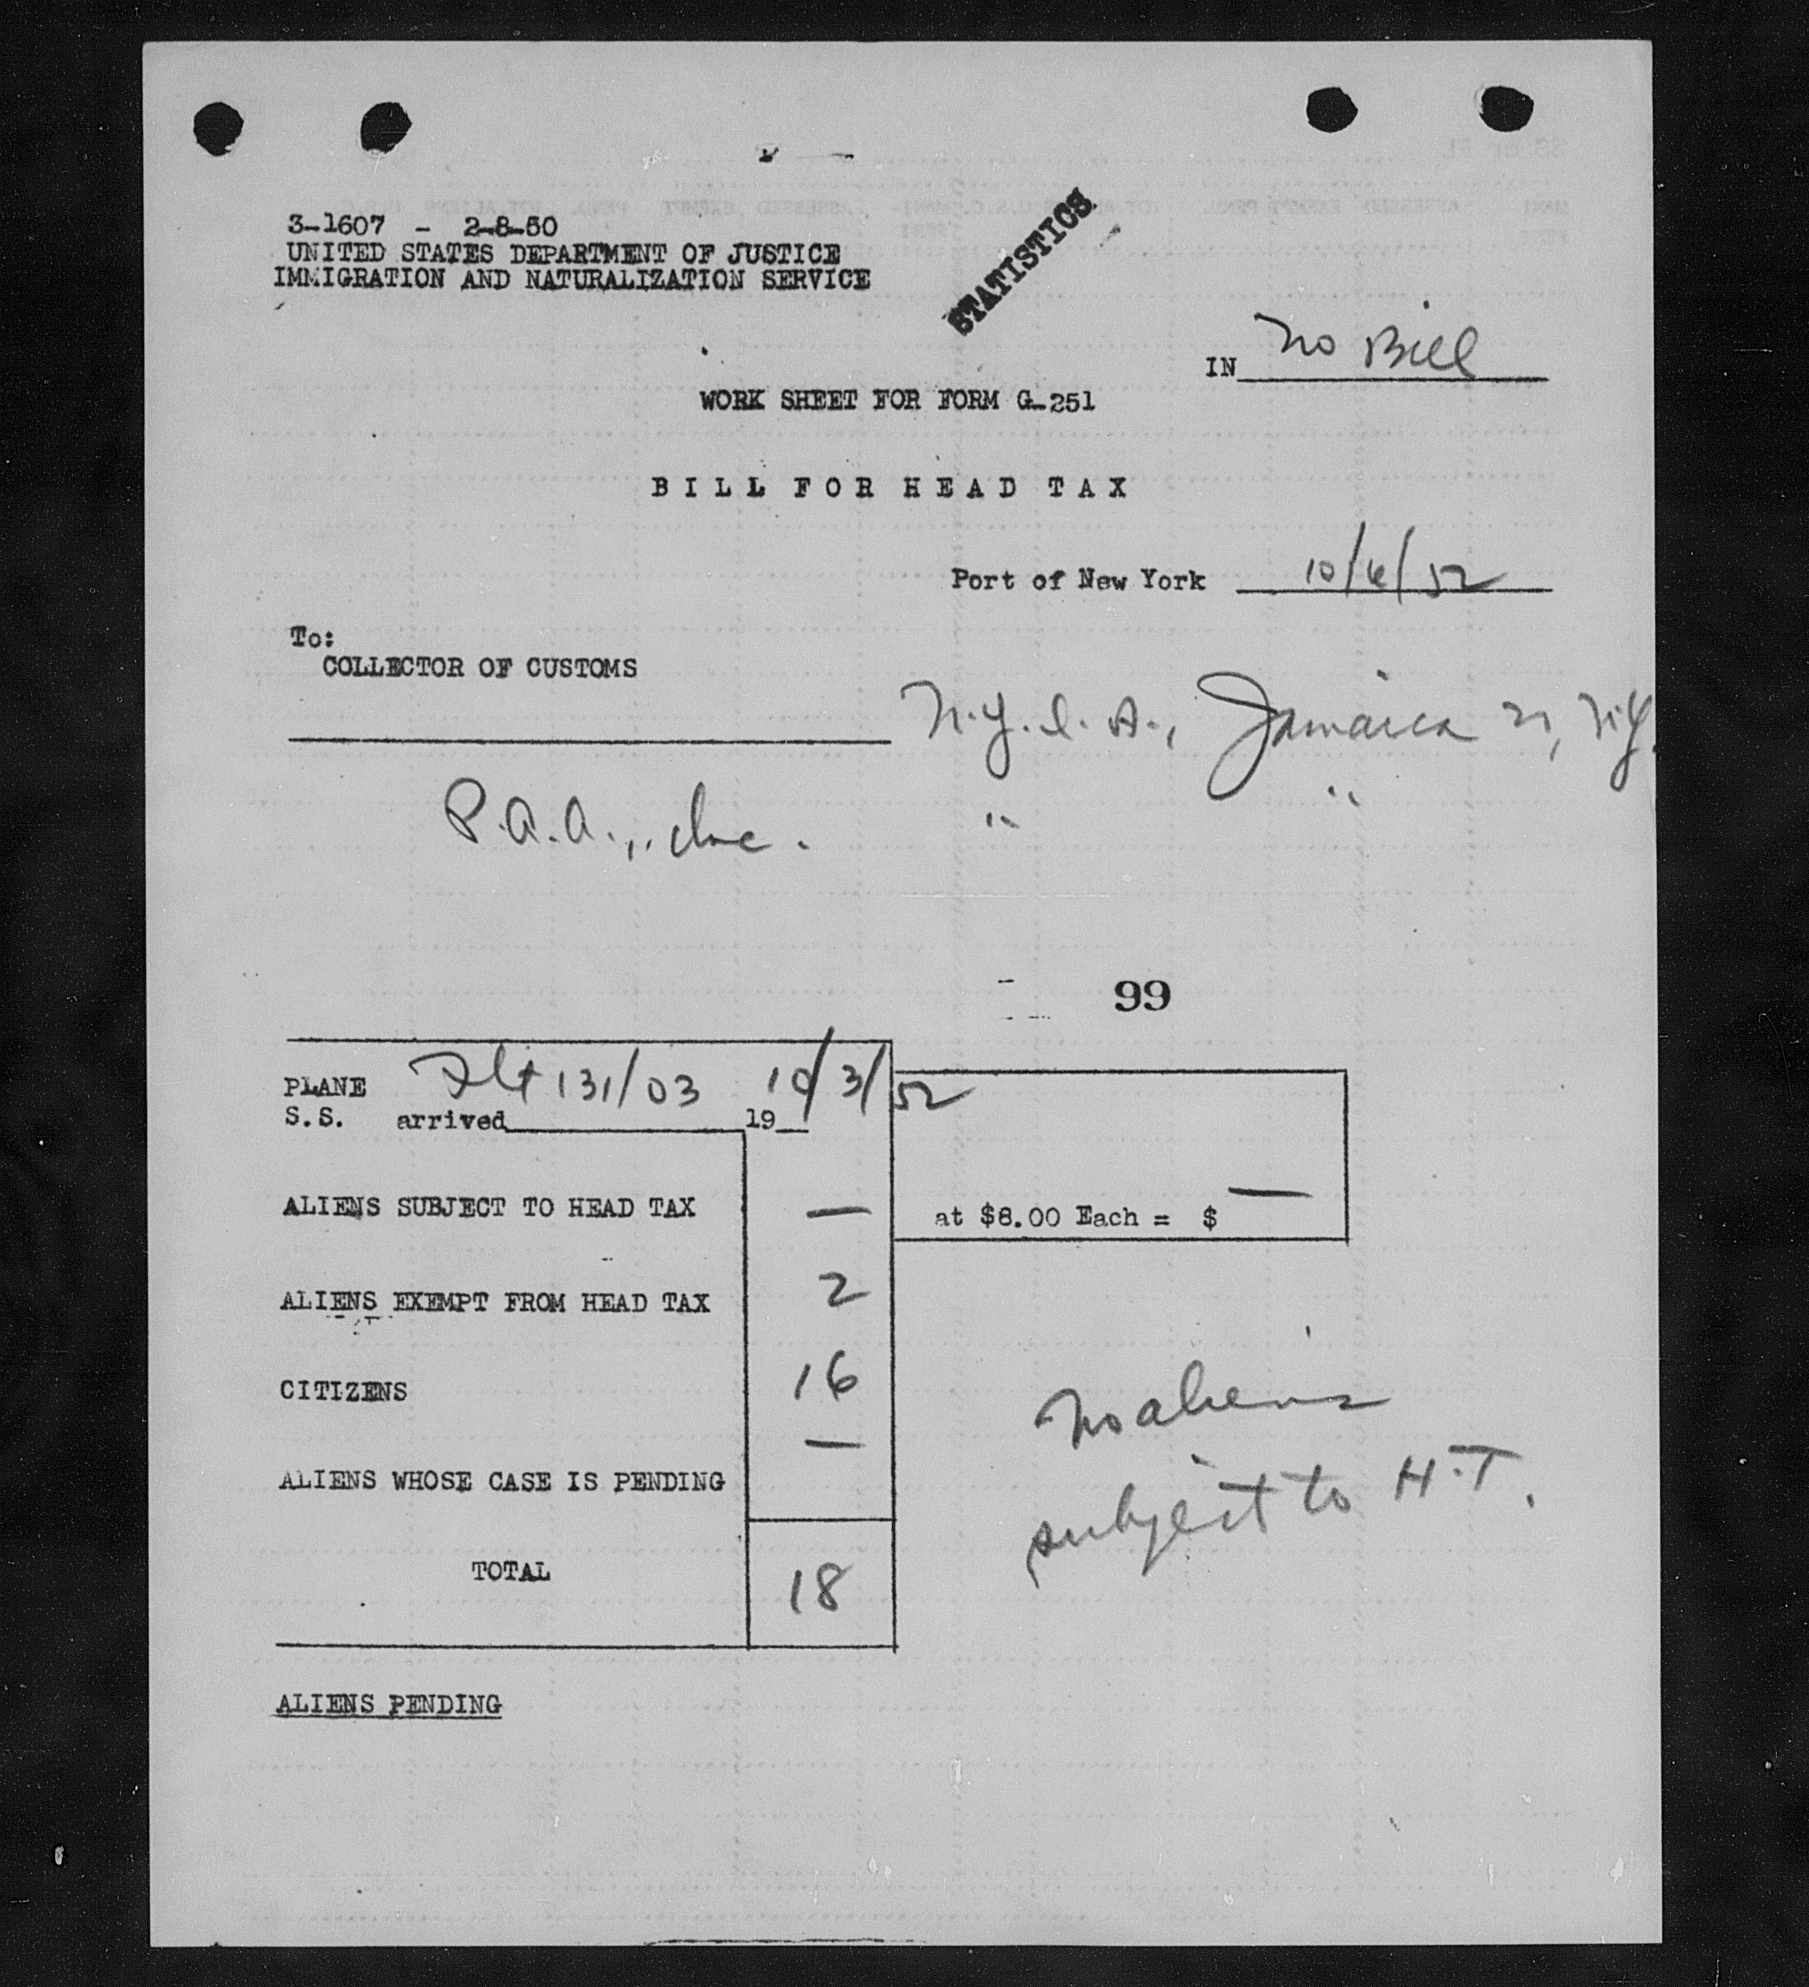 3-1607 - 2-8-50
UNITED STATES DEPARTMENT OF JUSTICE
IMMIGRATION AND NATURALIZATION SERVICE
STATISTICS
IN No Bill
WORK SHEET FOR FORM G-251
BILL FOR HEAD TAX
Port of New York 10/6/52
To:
COLLECTOR OF CUSTOMS
N.Y.I.A., Jamaica 21, N.Y.
P.A.A., Inc. " "
99
PLANE Flt 131/03 10/3/52
S.S. arrived 19
ALIENS SUBJECT TO HEAD TAX —
at $8.00 Each = $ —
ALIENS EXEMPT FROM HEAD TAX 2
CITIZENS 16
ALIENS WHOSE CASE IS PENDING —
No aliens
subject to H.T.
TOTAL 18
ALIENS PENDING